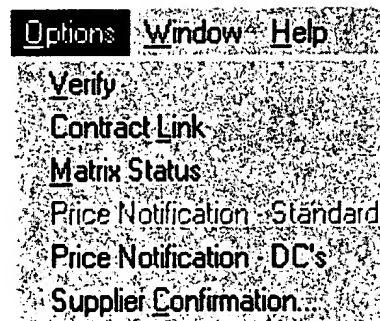 Options Window Help
Verify
Contract Link
Matrix Status
Price Notification - Standard
Price Notification - DC's
Supplier Confirmation...